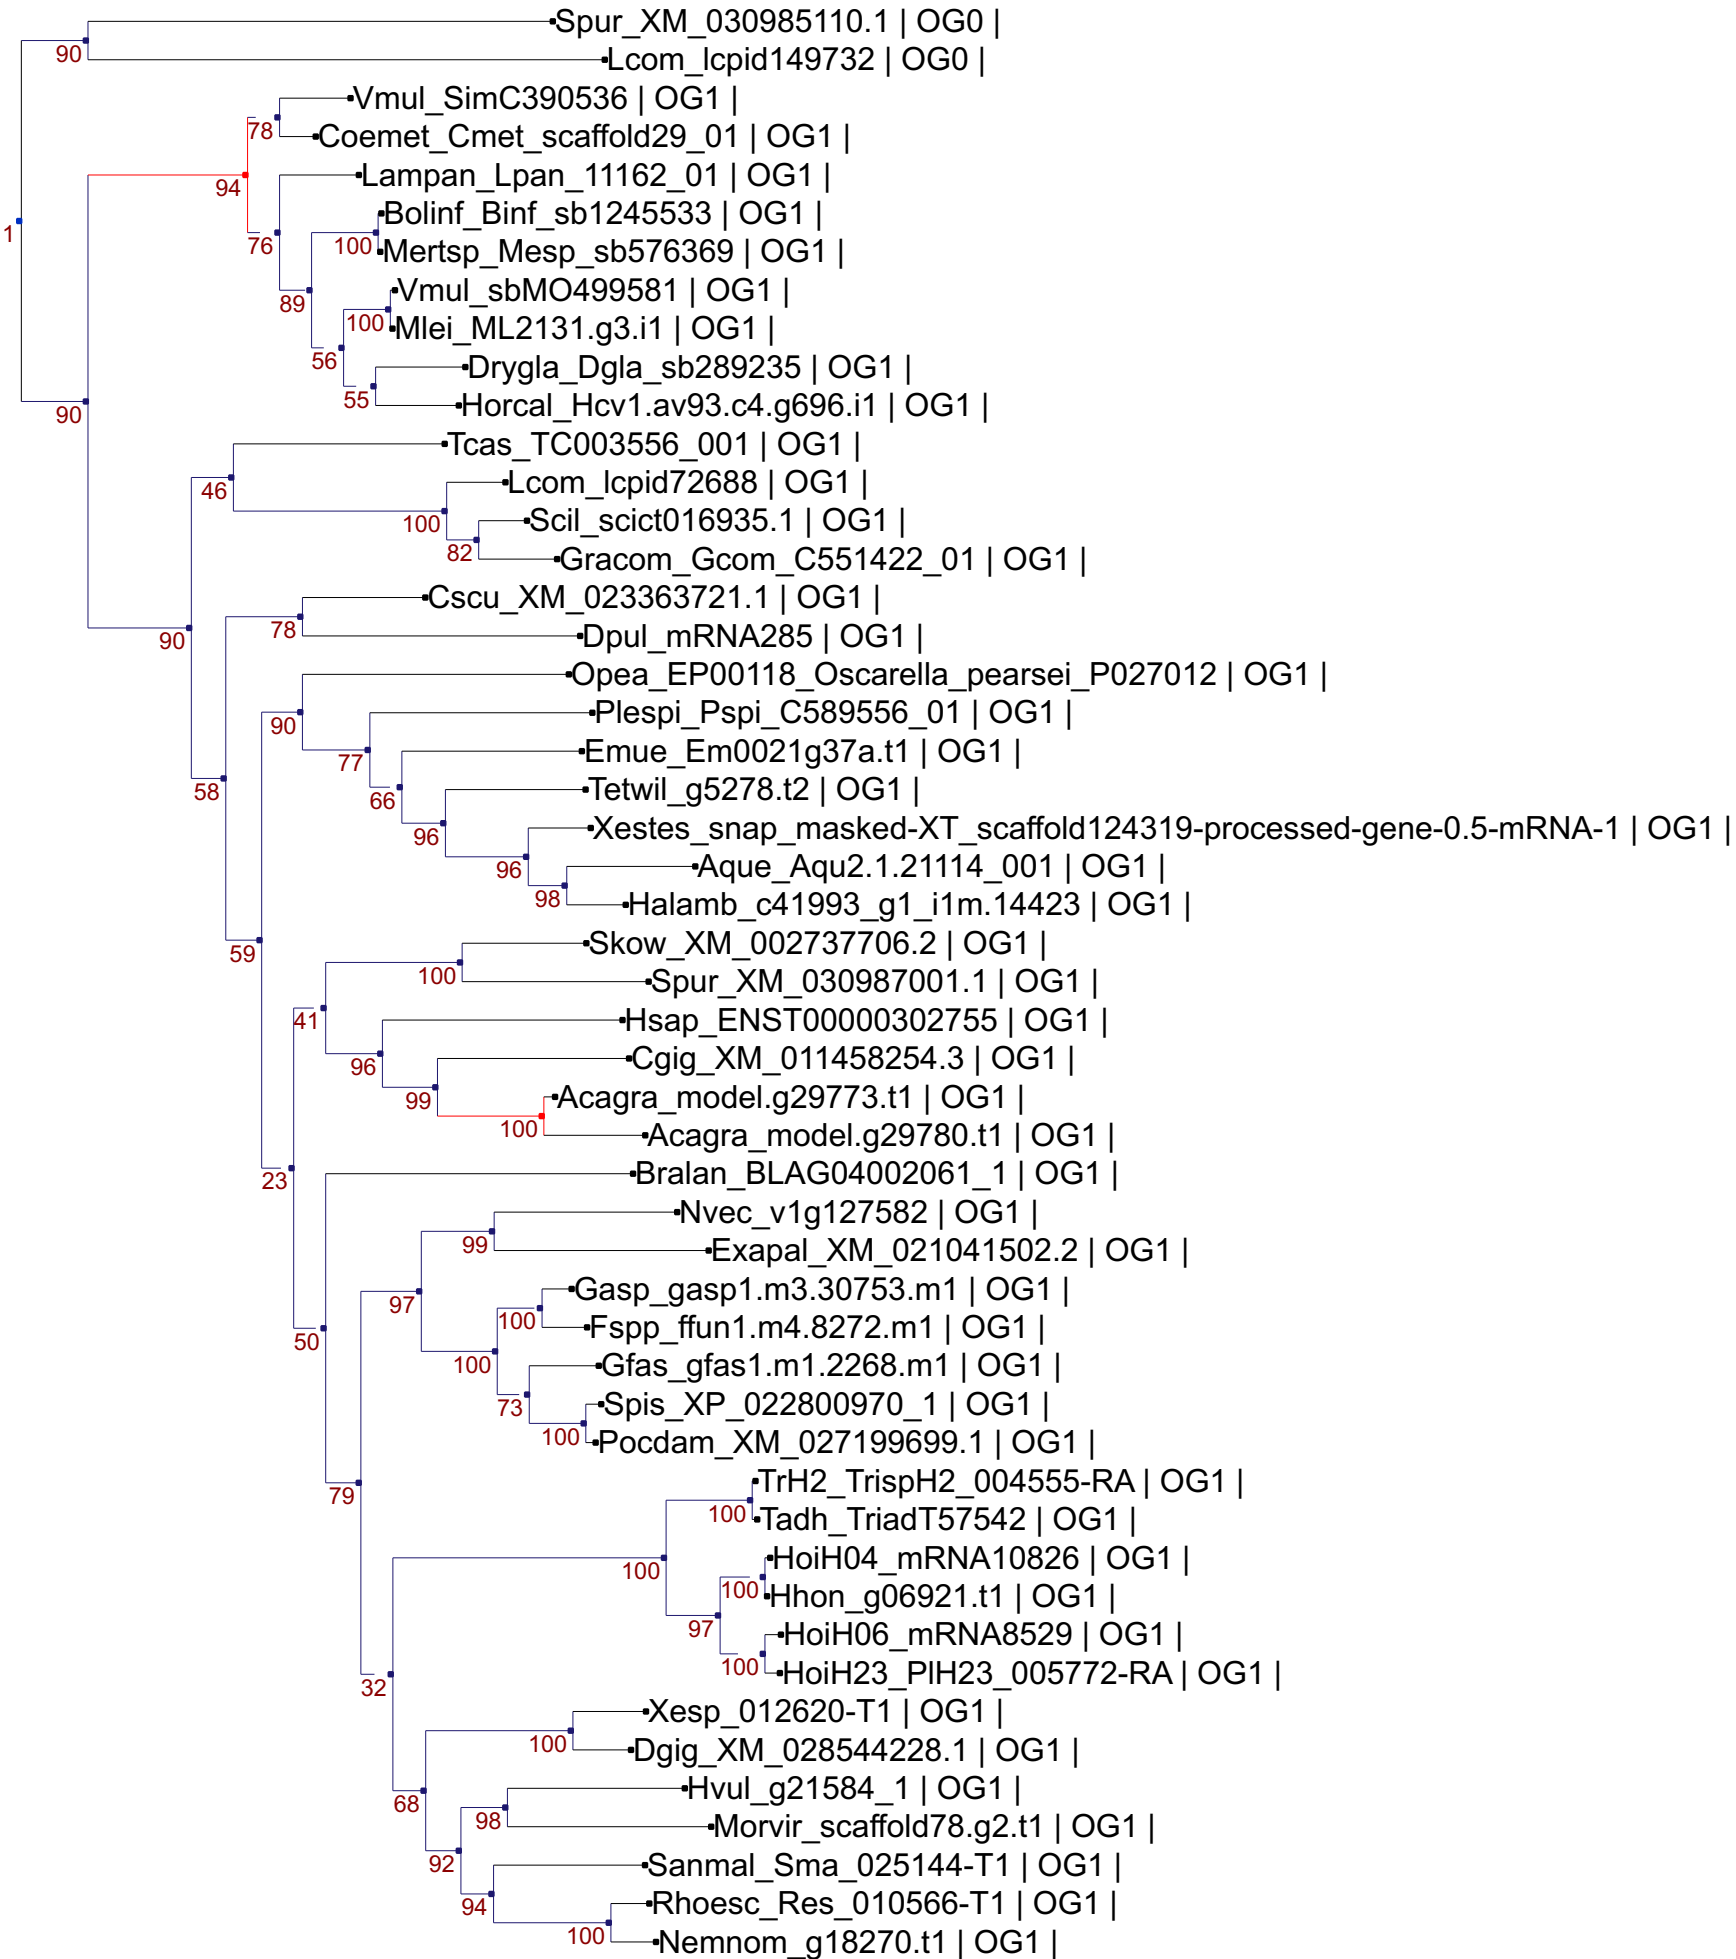 Spur_XM_030985110.1 | OG0 |
90
Lcom_lcpid149732 | OG0 |
Vmul_SimC390536 | OG1 |
78
Coemet_Cmet_scaffold29_01 | OG1 |
Lampan_Lpan_11162_01 | OG1 |
94
Bolinf_Binf_sb1245533 | OG1 |
1
76
100
Mertsp_Mesp_sb576369 | OG1 |
Vmul_sbMO499581 | OG1 |
89
100
Mlei_ML2131.g3.i1 | OG1 |
56
Drygla_Dgla_sb289235 | OG1 |
55
Horcal_Hcv1.av93.c4.g696.i1 | OG1 |
90
Tcas_TC003556_001 | OG1 |
Lcom_lcpid72688 | OG1 |
46
Scil_scict016935.1 | OG1 |
100
82
Gracom_Gcom_C551422_01 | OG1 |
Cscu_XM_023363721.1 | OG1 |
78
Dpul_mRNA285 | OG1 |
90
Opea_EP00118_Oscarella_pearsei_P027012 | OG1 |
Plespi_Pspi_C589556_01 | OG1 |
90
Emue_Em0021g37a.t1 | OG1 |
77
Tetwil_g5278.t2 | OG1 |
58
66
Xestes_snap_masked-XT_scaffold124319-processed-gene-0.5-mRNA-1 | OG1 |
96
Aque_Aqu2.1.21114_001 | OG1 |
96
98
Halamb_c41993_g1_i1m.14423 | OG1 |
Skow_XM_002737706.2 | OG1 |
59
100
Spur_XM_030987001.1 | OG1 |
41
Hsap_ENST00000302755 | OG1 |
Cgig_XM_011458254.3 | OG1 |
96
Acagra_model.g29773.t1 | OG1 |
99
100
Acagra_model.g29780.t1 | OG1 |
Bralan_BLAG04002061_1 | OG1 |
23
Nvec_v1g127582 | OG1 |
99
Exapal_XM_021041502.2 | OG1 |
Gasp_gasp1.m3.30753.m1 | OG1 |
97
100
Fspp_ffun1.m4.8272.m1 | OG1 |
50
100
Gfas_gfas1.m1.2268.m1 | OG1 |
Spis_XP_022800970_1 | OG1 |
73
100
Pocdam_XM_027199699.1 | OG1 |
TrH2_TrispH2_004555-RA | OG1 |
79
100
Tadh_TriadT57542 | OG1 |
HoiH04_mRNA10826 | OG1 |
100
100
Hhon_g06921.t1 | OG1 |
97
HoiH06_mRNA8529 | OG1 |
100
HoiH23_PlH23_005772-RA | OG1 |
32
Xesp_012620-T1 | OG1 |
100
Dgig_XM_028544228.1 | OG1 |
Hvul_g21584_1 | OG1 |
68
98
Morvir_scaffold78.g2.t1 | OG1 |
92
Sanmal_Sma_025144-T1 | OG1 |
94
Rhoesc_Res_010566-T1 | OG1 |
100
Nemnom_g18270.t1 | OG1 |